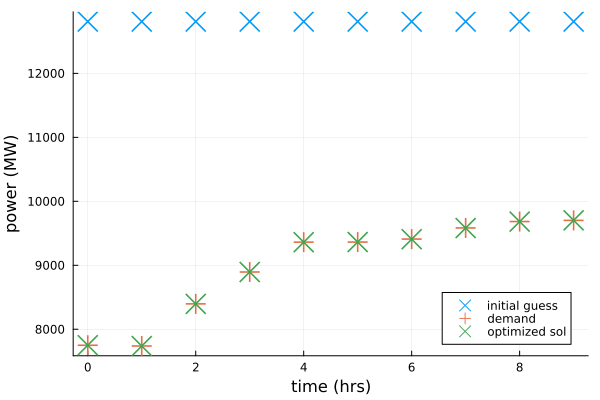 12000
11000
10000
9000
8000
power (MW)
initial guess
demand
optimized sol
0 2 4 6 8
time (hrs)